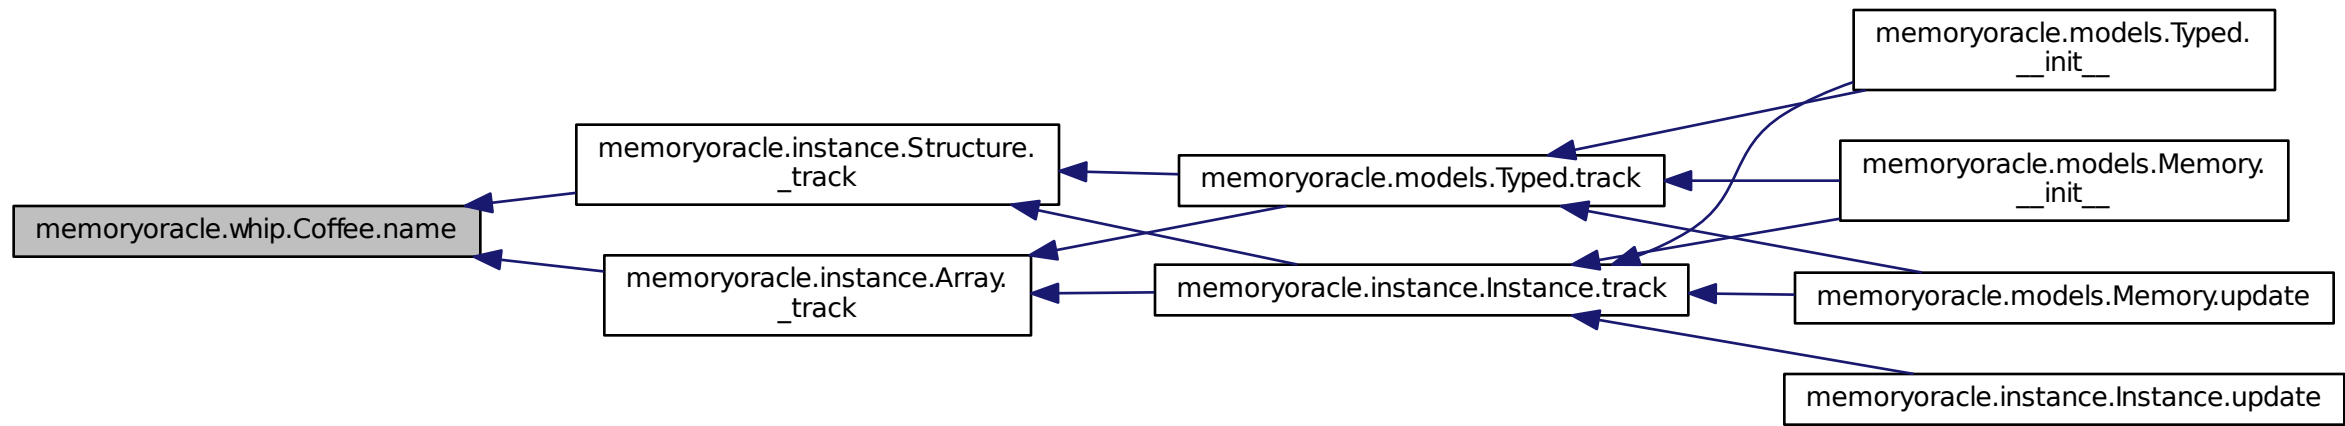 memoryoracle.models.Typed.
__init__
memoryoracle.instance.Structure.
_track
memoryoracle.models.Memory.
__init__
memoryoracle.models.Typed.track
memoryoracle.whip.Coffee.name
memoryoracle.instance.Array.
_track
memoryoracle.instance.Instance.track
memoryoracle.models.Memory.update
memoryoracle.instance.Instance.update